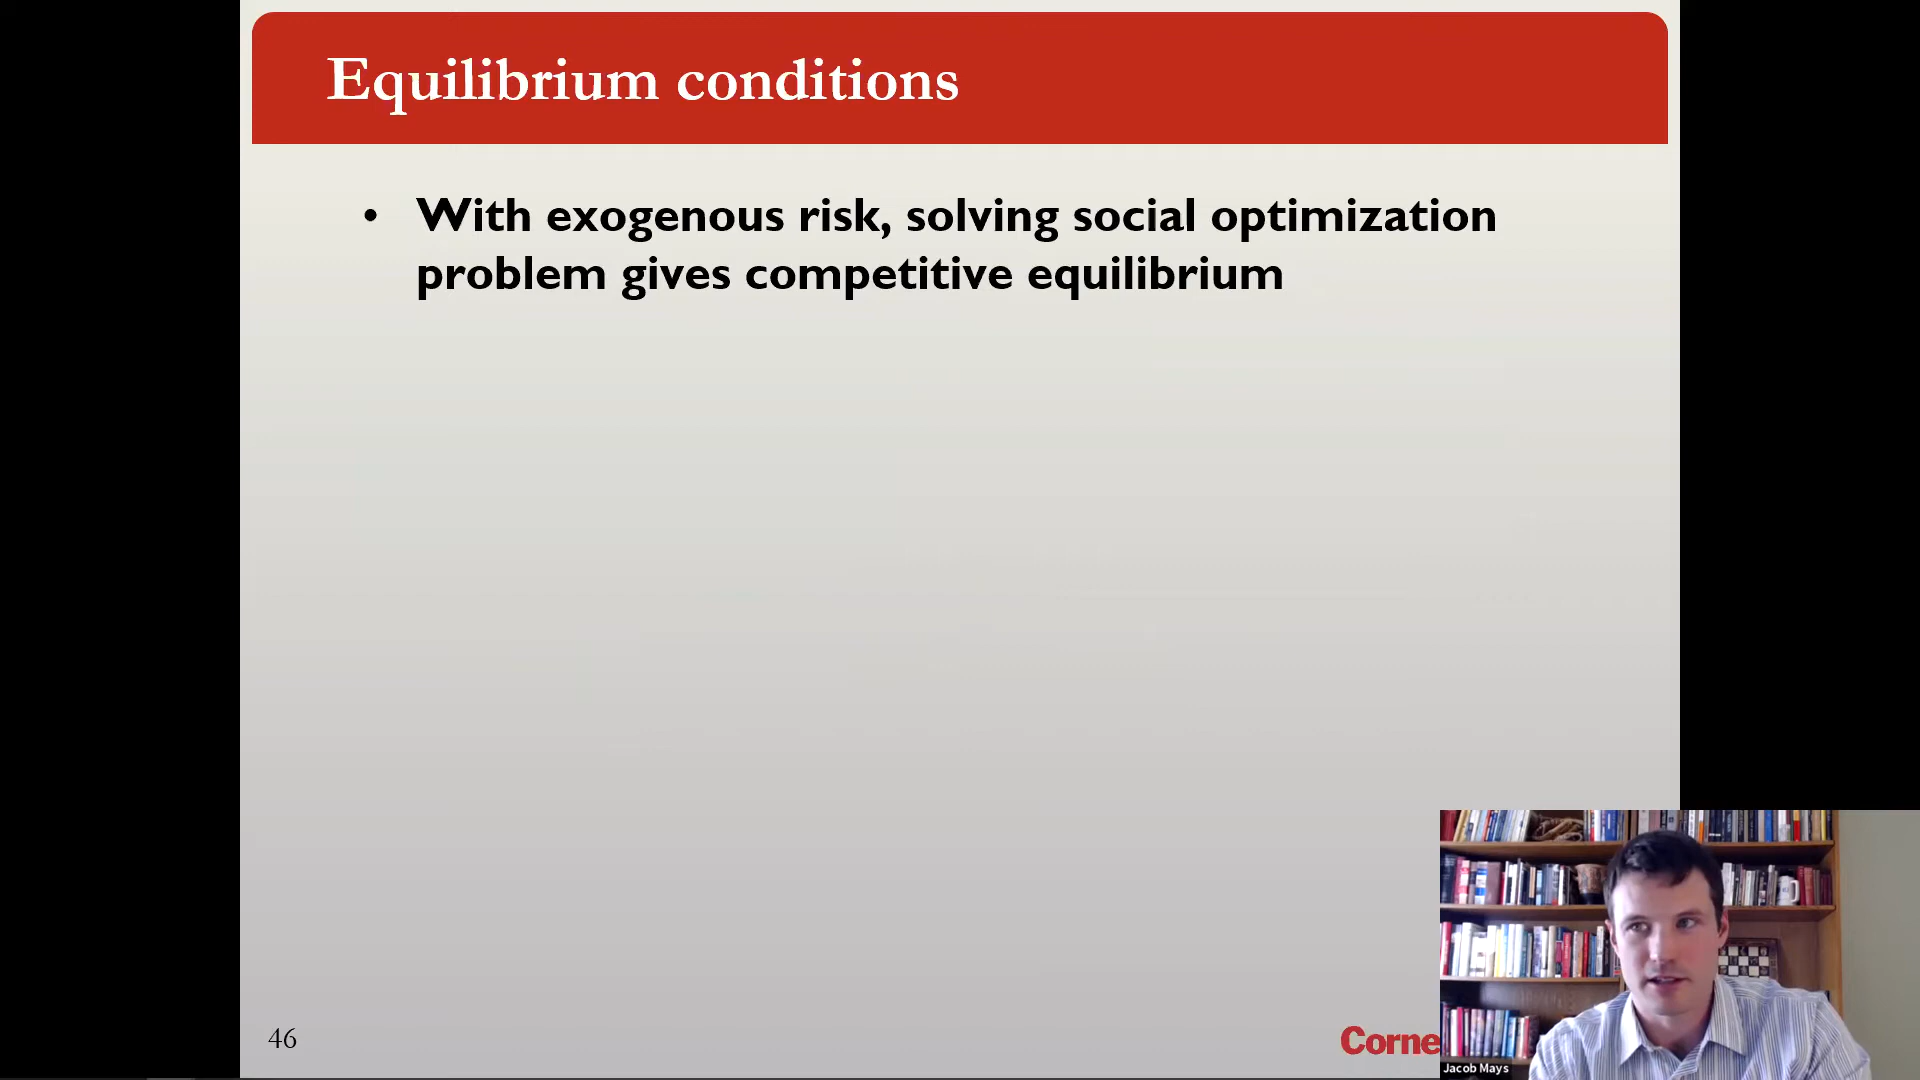 Equilibrium conditions
• With exogenous risk, solving social optimization
problem gives competitive equilibrium
46
Corne
Jacob Mays